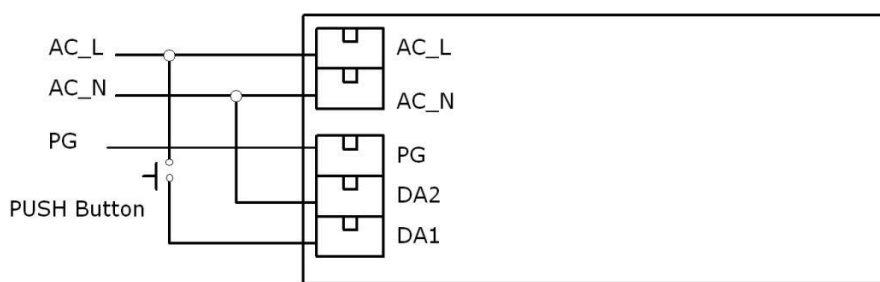 AC_L
AC_L
AC_N
AC_N
PG
PG
PUSH Button
DA2
DA1